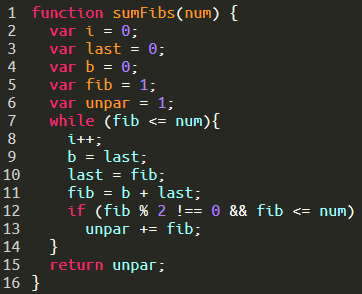 1 function sumFibs(num) {
2   var i = 0;
3   var last = 0;
4   var b = 0;
5   var fib = 1;
6   var unpar = 1;
7   while (fib <= num){
8     i++;
9     b = last;
10     last = fib;
11     fib = b + last;
12     if (fib % 2 !== 0 && fib <= num)
13       unpar += fib;
14   }
15   return unpar;
16 }